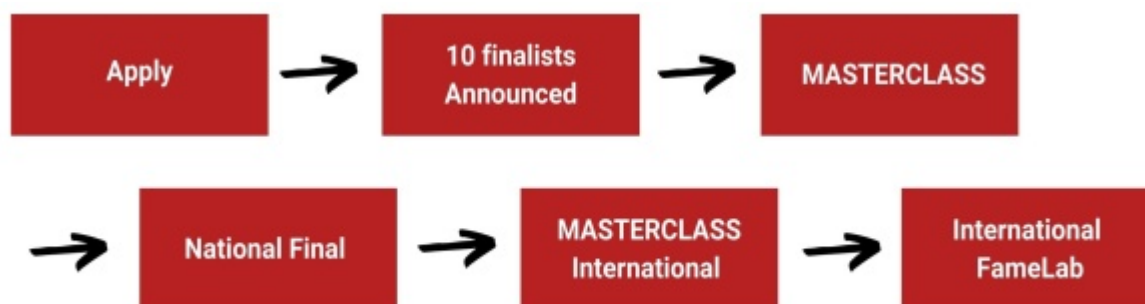 Apply
10 finalists
Announced
MASTERCLASS
National Final
MASTERCLASS
International
International
FameLab